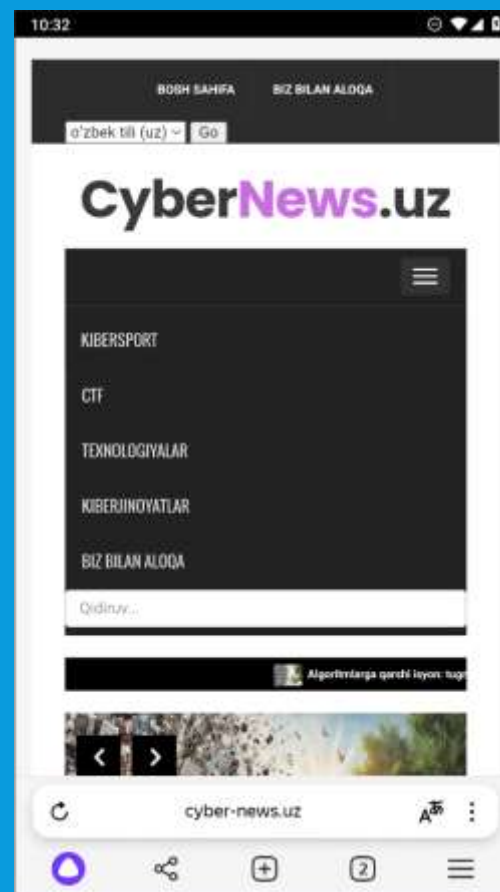 10:32
BOSH SAHIFA BIZ BILAN ALOQA
o'zbek tili (uz) Go
CyberNews.uz
KIBERSPORT
CTF
TEXNOLOGIYALAR
KIBERJINOYATLAR
BIZ BILAN ALOQA
Qidiruv...
Algoritmlarga qarshi isyon: tugr
cyber-news.uz
2